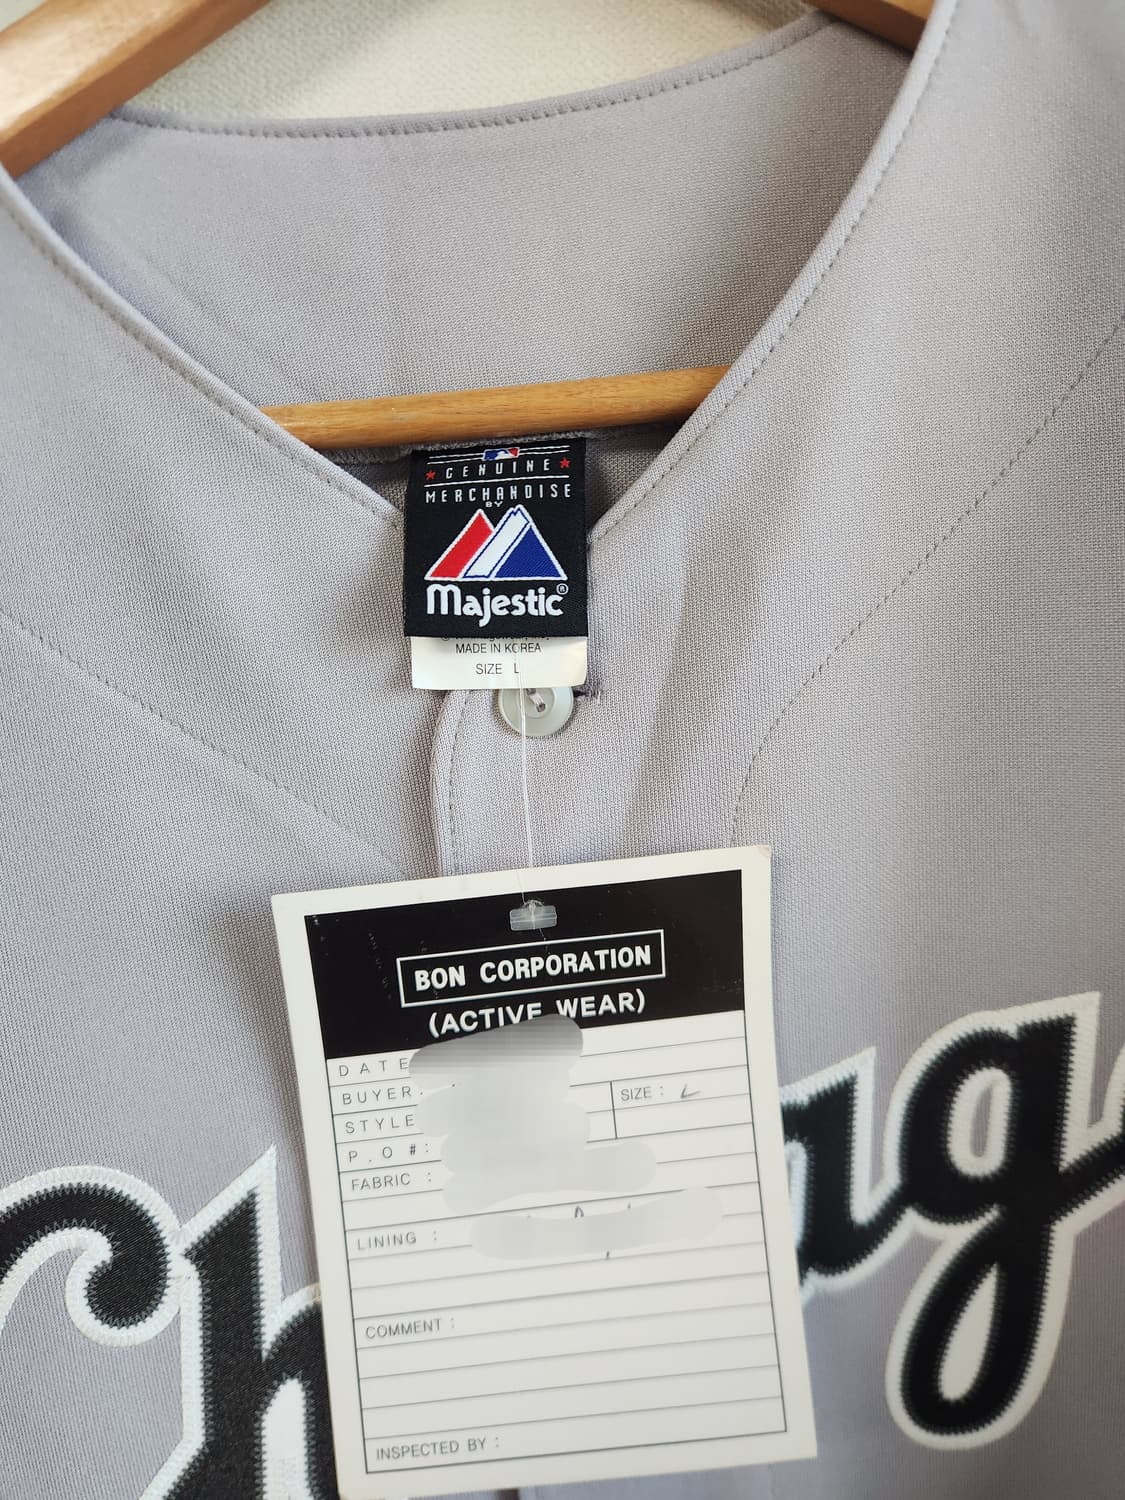 GENUINE
MERCHANDISE
BY
Majestic®
MADE IN KOREA
SIZE L
BON CORPORATION
(ACTIVE WEAR)
DATE
BUYER
SIZE : L
STYLE
P.O #:
FABRIC :
LINING :
COMMENT :
INSPECTED BY :
Ch